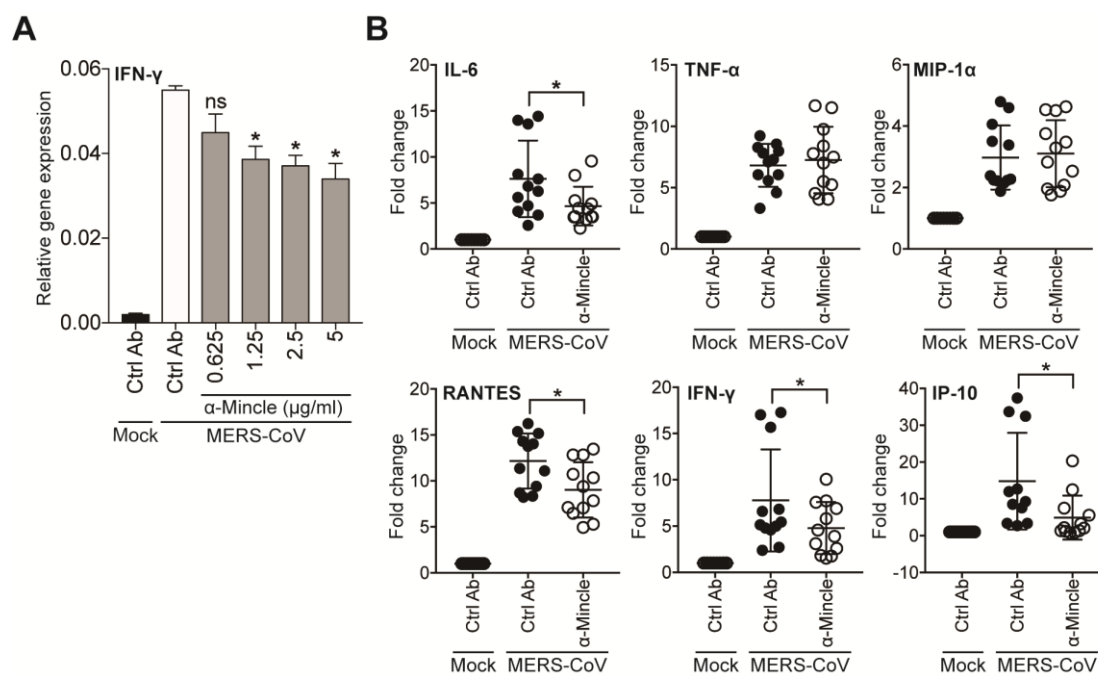 A
IFN-γ
Relative gene expression
0.06
0.04
0.02
0.00
ns
*
*
*
Ctrl Ab
Ctrl Ab
0.625
1.25
2.5
5
α-Mincle (μg/ml)
Mock
MERS-CoV
B
IL-6
Fold change
20
15
10
5
0
*
Ctrl Ab
Ctrl Ab
α-Mincle
Mock
MERS-CoV
TNF-α
Fold change
15
10
5
0
Ctrl Ab
Ctrl Ab
α-Mincle
Mock
MERS-CoV
MIP-1α
Fold change
6
4
2
0
Ctrl Ab
Ctrl Ab
α-Mincle
Mock
MERS-CoV
RANTES
Fold change
20
15
10
5
0
*
Ctrl Ab
Ctrl Ab
α-Mincle
Mock
MERS-CoV
IFN-γ
Fold change
20
15
10
5
0
*
Ctrl Ab
Ctrl Ab
α-Mincle
Mock
MERS-CoV
IP-10
Fold change
40
30
20
10
0
-10
*
Ctrl Ab
Ctrl Ab
α-Mincle
Mock
MERS-CoV